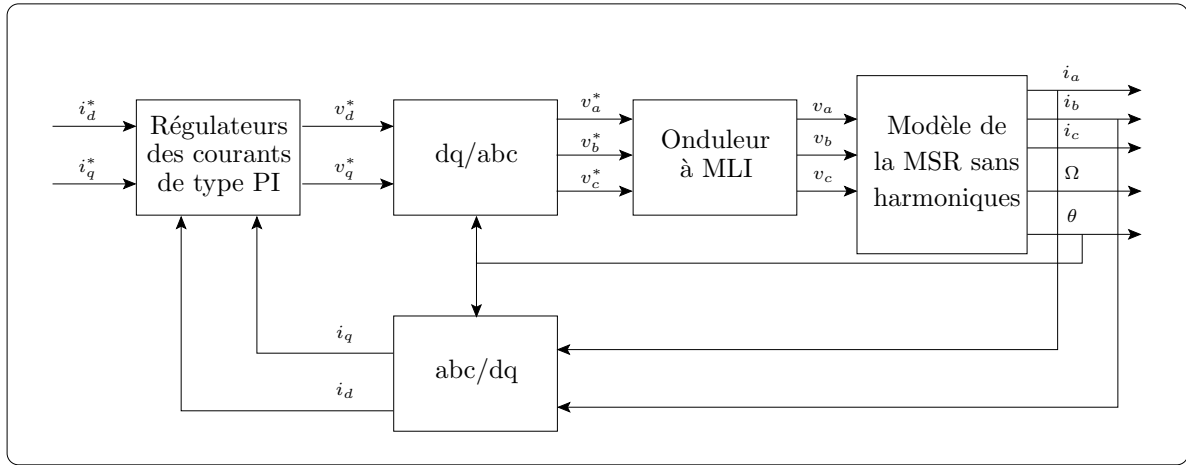 i_d^*
i_q^*
Régulateurs
des courants
de type PI
v_d^*
v_q^*
dq/abc
v_a^*
v_b^*
v_c^*
Onduleur
à MLI
v_a
v_b
v_c
Modèle de
la MSR sans
harmoniques
i_a
i_b
i_c
Ω
θ
i_q
i_d
abc/dq